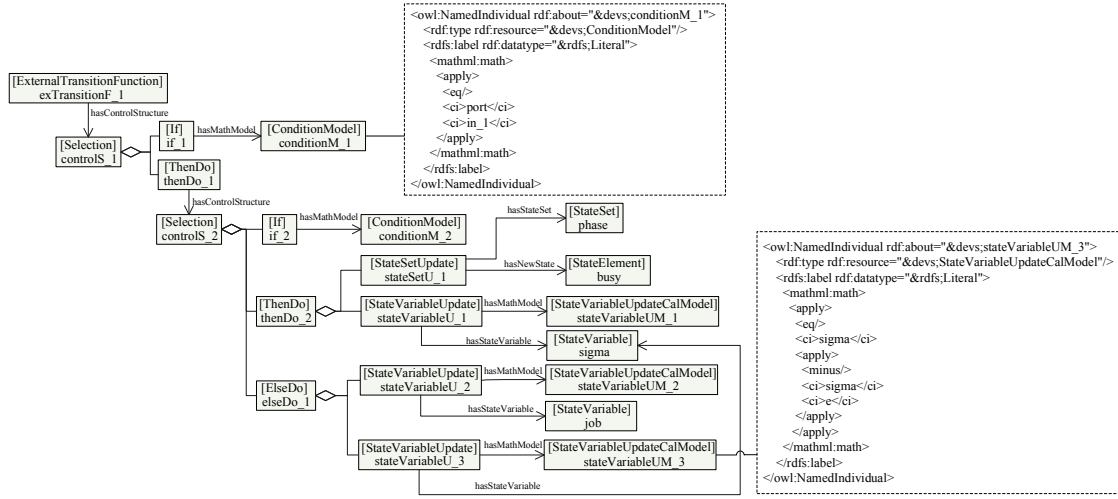 <owl:NamedIndividual rdf:about="&devs;conditionM_1">
<rdf:type rdf:resource="&devs;ConditionModel"/>
<rdfs:label rdf:datatype="&rdfs;Literal">
<mathml:math>
<apply>
<eq/>
<ci>port</ci>
<ci>in_1</ci>
</apply>
</mathml:math>
</rdfs:label>
</owl:NamedIndividual>
[ExternalTransitionFunction]
exTransitionF_1
hasControlStructure
[Selection]
controlS_1
[If]
if_1
hasMathModel
[ConditionModel]
conditionM_1
[ThenDo]
thenDo_1
hasControlStructure
[Selection]
controlS_2
[If]
if_2
hasMathModel
[ConditionModel]
conditionM_2
hasStateSet
[StateSet]
phase
[StateSetUpdate]
stateSetU_1
hasNewState
[StateElement]
busy
[ThenDo]
thenDo_2
[StateVariableUpdate]
stateVariableU_1
hasMathModel
[StateVariableUpdateCalModel]
stateVariableUM_1
hasStateVariable
[StateVariable]
sigma
[ElseDo]
elseDo_1
[StateVariableUpdate]
stateVariableU_2
hasMathModel
[StateVariableUpdateCalModel]
stateVariableUM_2
hasStateVariable
[StateVariable]
job
[StateVariableUpdate]
stateVariableU_3
hasMathModel
[StateVariableUpdateCalModel]
stateVariableUM_3
hasStateVariable
<owl:NamedIndividual rdf:about="&devs;stateVariableUM_3">
<rdf:type rdf:resource="&devs;StateVariableUpdateCalModel"/>
<rdfs:label rdf:datatype="&rdfs;Literal">
<mathml:math>
<apply>
<eq/>
<ci>sigma</ci>
<apply>
<minus/>
<ci>sigma</ci>
<ci>e</ci>
</apply>
</apply>
</mathml:math>
</rdfs:label>
</owl:NamedIndividual>